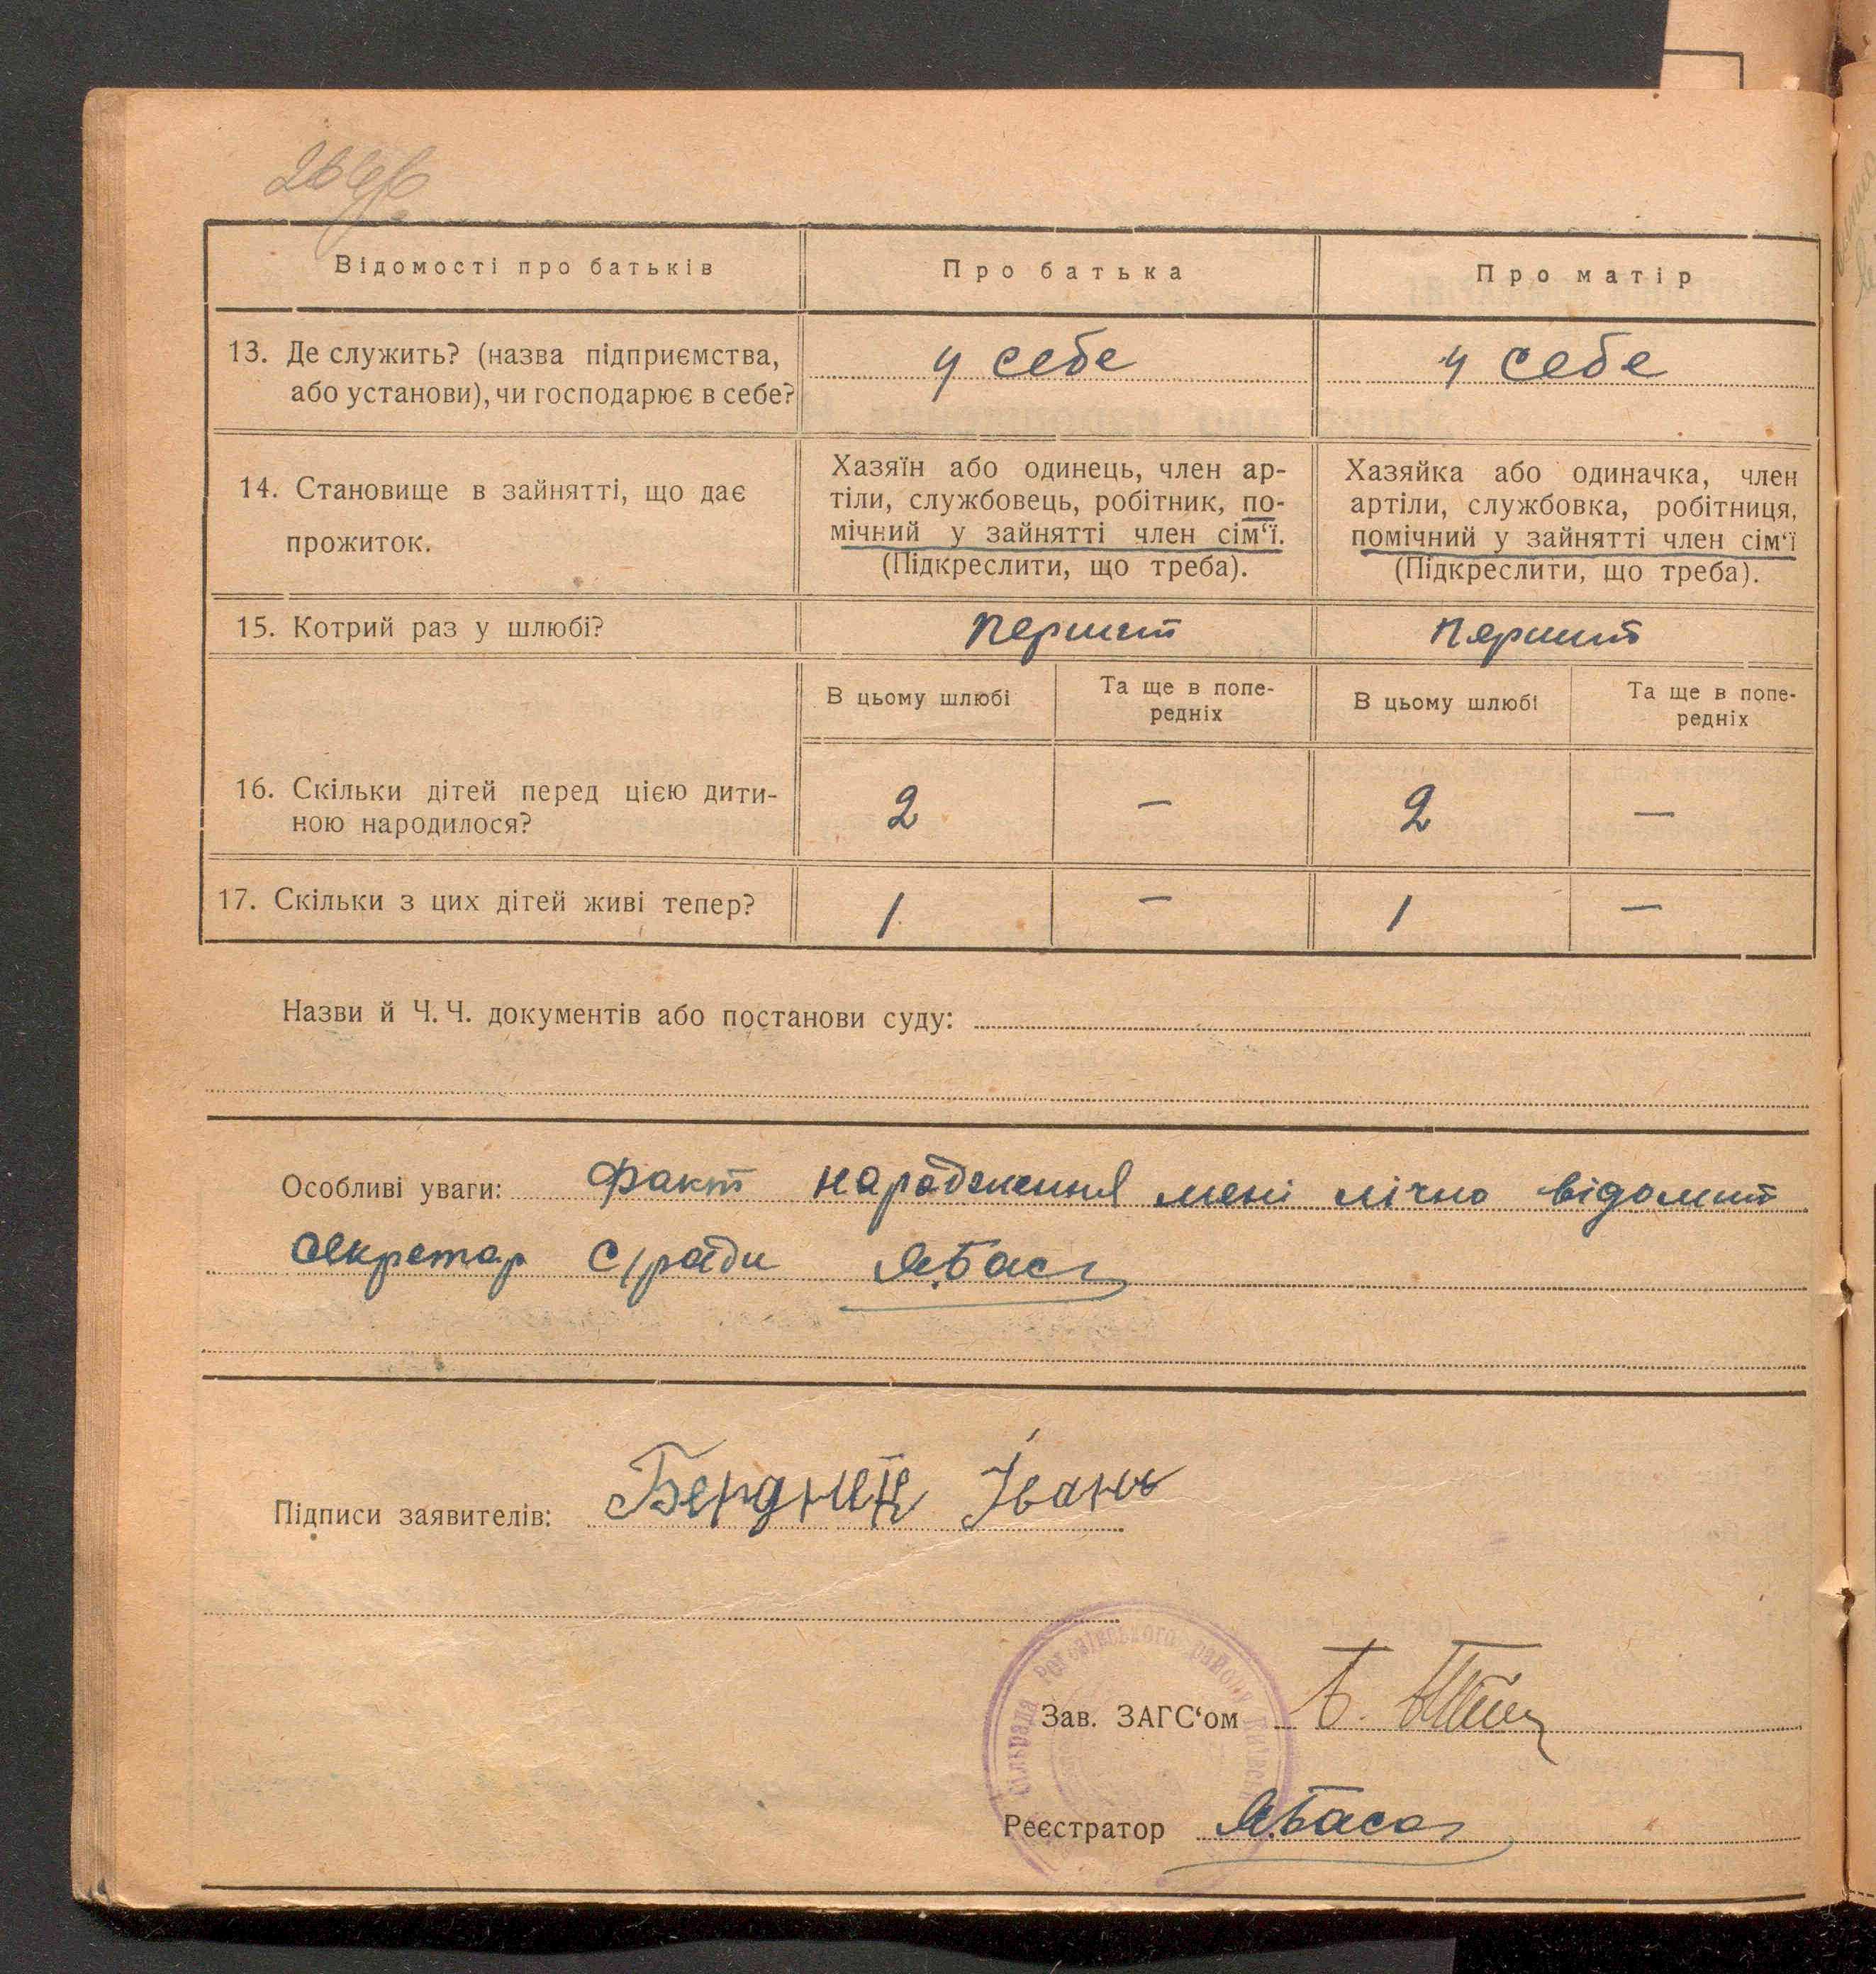 Відомості про батьків
Про батька
Про матір
13. Де служить? (назва підприємства,
або установи), чи господарює в себе?
у себе
у себе
14. Становище в зайнятті, що дає
прожиток.
Хазяїн або одинець, член ар-
тіли, службовець, робітник, по-
мічний у зайнятті член сім‘ї.
(Підкреслити, що треба).
Хазяйка або одиначка, член
артіли, службовка, робітниця,
помічний у зайнятті член сім‘ї
(Підкреслити, що треба).
15. Котрий раз у шлюбі?
перший
перший
В цьому шлюбі
Та ще в попе-
редніх
В цьому шлюбі
Та ще в попе-
редніх
16. Скільки дітей перед цією дити-
ною народилося?
2
—
2
—
17. Скільки з цих дітей живі тепер?
1
—
1
—
Назви й Ч. Ч. документів або постанови суду:
Особливі уваги: Факт народження мені лічно відомий
секретар с/ради
Підписи заявителів: Іванъ
Сільрада Рогозівського району Київськ
Зав. ЗАГС‘ом
Реєстратор